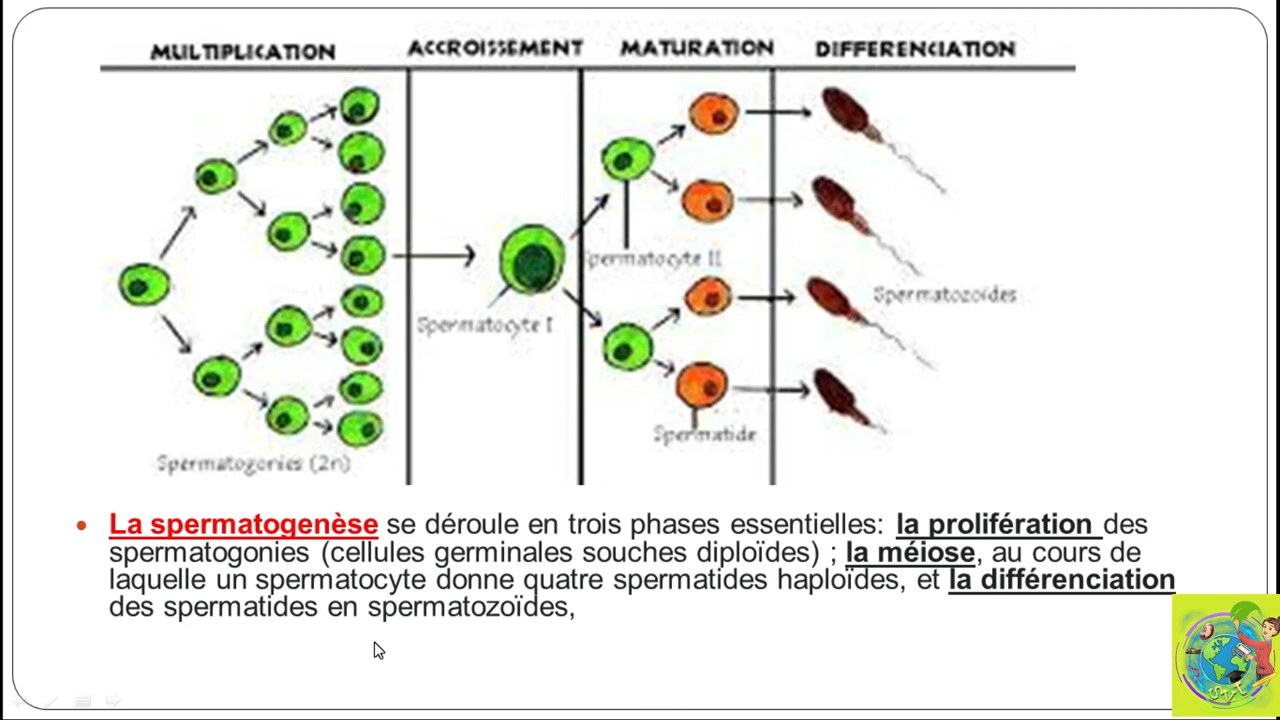 MULTIPLICATION
ACCROISSEMENT
MATURATION
DIFFERENCIATION
Spermatocyte II
Spermatozoïdes
Spermatocyte I
Spermatide
Spermatogonies (2n)
• La spermatogenèse se déroule en trois phases essentielles: la prolifération des
spermatogonies (cellules germinales souches diploïdes) ; la méiose, au cours de
laquelle un spermatocyte donne quatre spermatides haploïdes, et la différenciation
des spermatides en spermatozoïdes,
SVT